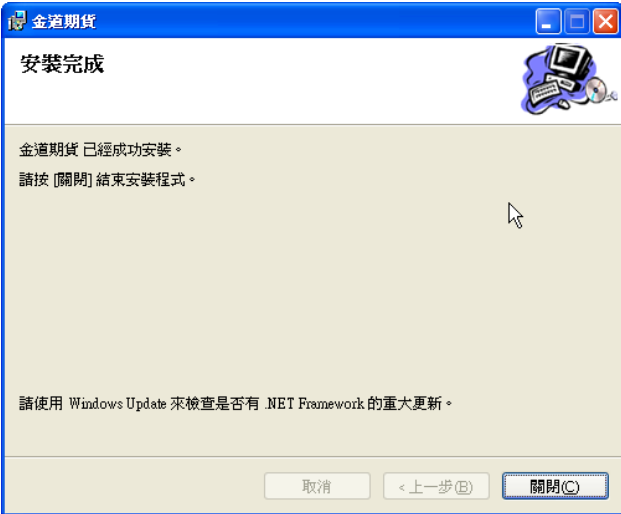 金道期貨
安裝完成
金道期貨 已經成功安裝。
請按 [關閉] 結束安裝程式。
請使用 Windows Update 來檢查是否有 .NET Framework 的重大更新。
取消
< 上一步(B)
關閉(C)